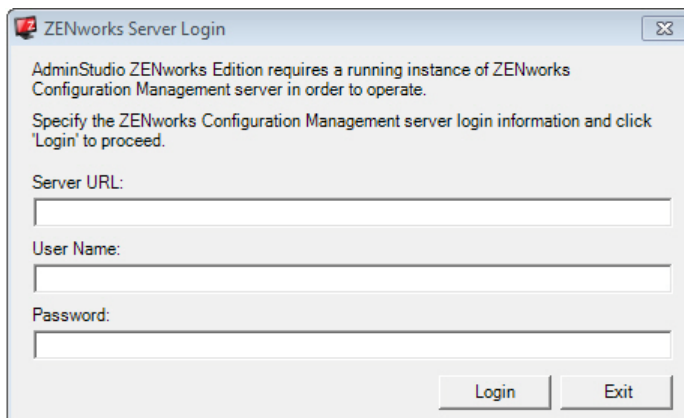 ZENworks Server Login
AdminStudio ZENworks Edition requires a running instance of ZENworks
Configuration Management server in order to operate.
Specify the ZENworks Configuration Management server login information and click
'Login' to proceed.
Server URL:
User Name:
Password:
Login Exit